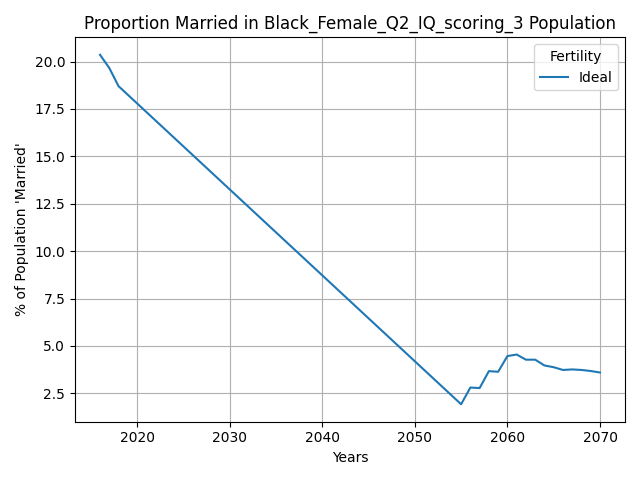 Proportion Married in Black_Female_Q2_IQ_scoring_3 Population
Fertility
Ideal
% of Population 'Married'
20.0
17.5
15.0
12.5
10.0
7.5
5.0
2.5
2020 2030 2040 2050 2060 2070
Years